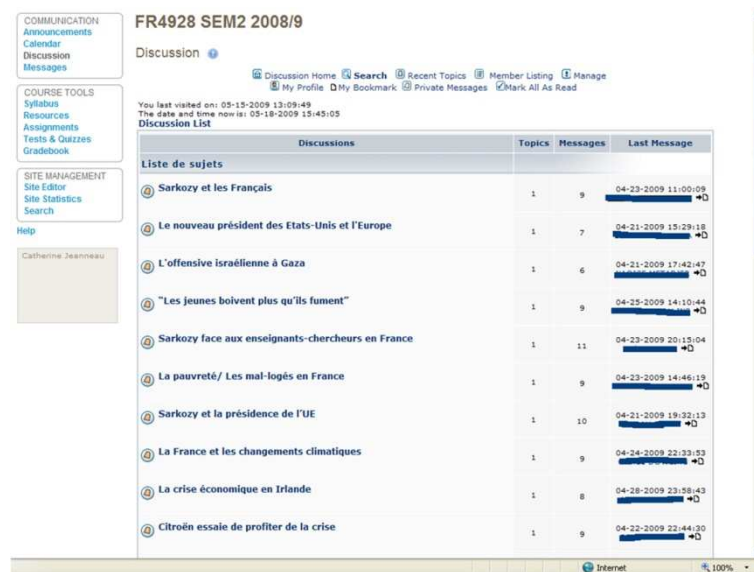 COMMUNICATION
Announcements
Calendar
Discussion
Messages
COURSE TOOLS
Syllabus
Resources
Assignments
Tests & Quizzes
Gradebook
SITE MANAGEMENT
Site Editor
Site Statistics
Search
Help
Catherine Jeanneau
FR4928 SEM2 2008/9
Discussion
Discussion Home Search Recent Topics Member Listing Manage
My Profile My Bookmark Private Messages Mark All As Read
You last visited on: 05-15-2009 13:09:49
The date and time now is: 05-18-2009 15:45:05
Discussion List
Discussions Topics Messages Last Message
Liste de sujets
Sarkozy et les Français 1 9 04-23-2009 11:00:09
Le nouveau président des Etats-Unis et l'Europe 1 7 04-21-2009 15:29:18
L'offensive israélienne à Gaza 1 6 04-21-2009 17:42:47
"Les jeunes boivent plus qu'ils fument" 1 9 04-25-2009 14:10:44
Sarkozy face aux enseignants-chercheurs en France 1 11 04-23-2009 20:15:04
La pauvreté/ Les mal-logés en France 1 9 04-23-2009 14:46:19
Sarkozy et la présidence de l'UE 1 10 04-21-2009 19:32:13
La France et les changements climatiques 1 9 04-24-2009 22:33:53
La crise économique en Irlande 1 8 04-28-2009 23:58:43
Citroën essaie de profiter de la crise 1 9 04-22-2009 22:44:30
Internet 100%